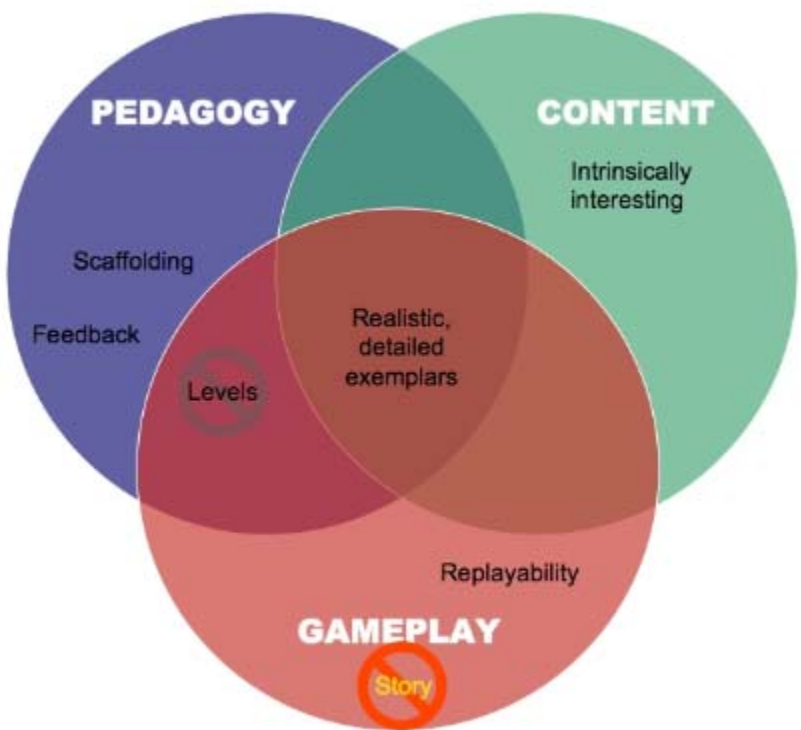 PEDAGOGY
CONTENT
Intrinsically
interesting
Scaffolding
Feedback
Realistic,
detailed
exemplars
Levels
Replayability
GAMEPLAY
Story